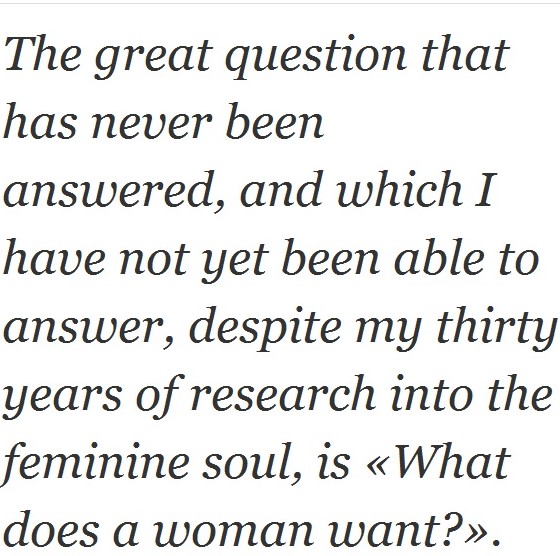 The great question that
has never been
answered, and which I
have not yet been able to
answer, despite my thirty
years of research into the
feminine soul, is «What
does a woman want?».